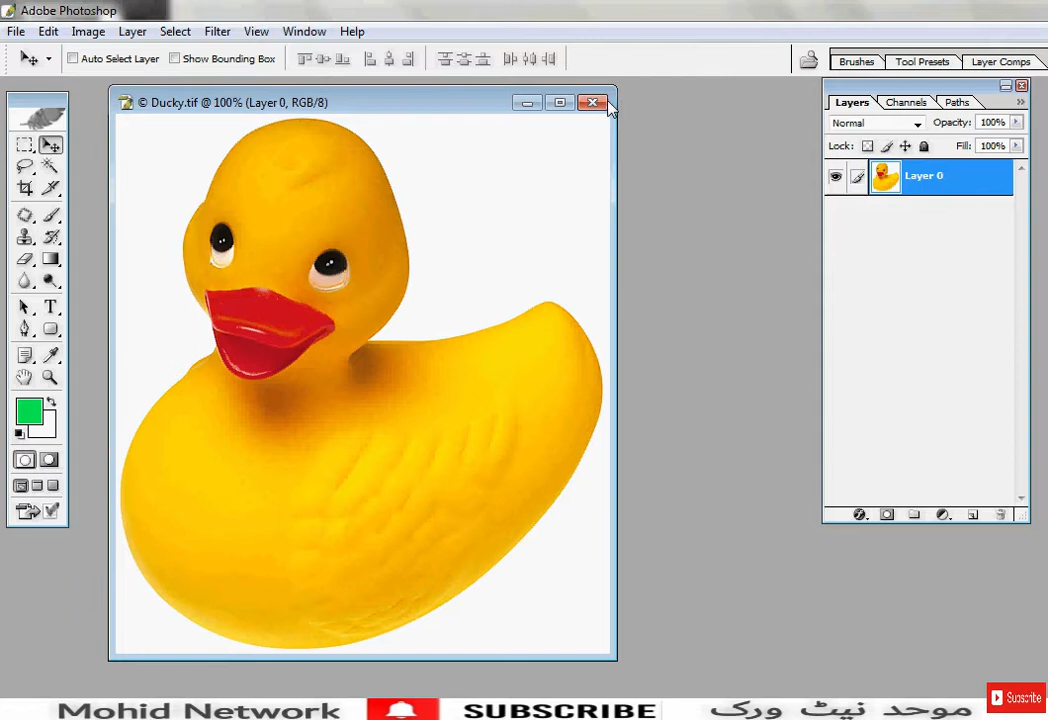 Adobe Photoshop
File Edit Image Layer Select Filter View Window Help
Auto Select Layer Show Bounding Box Brushes Tool Presets Layer Comps
© Ducky.tif @ 100% (Layer 0, RGB/8)
Layers Channels Paths
Normal Opacity: 100%
Lock: Fill: 100%
Layer 0
T
Subscribe
Mohid Network SUBSCRIBE موحد نیٹ ورک